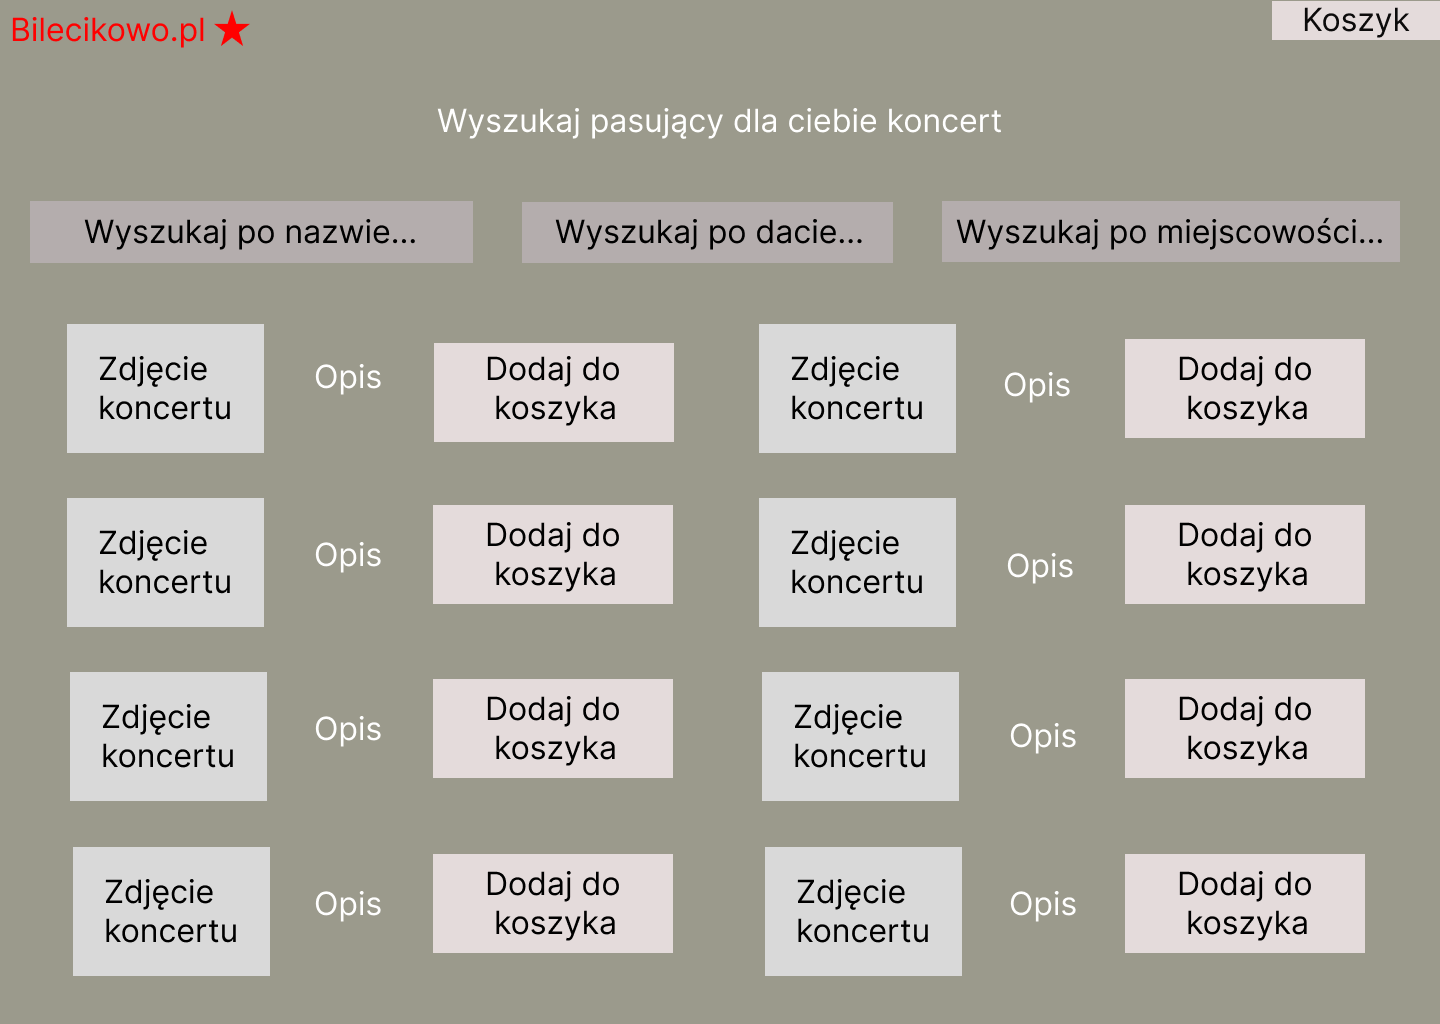 Bilecikowo.pl
Koszyk
Wyszukaj pasujący dla ciebie koncert
Wyszukaj po nazwie...
Wyszukaj po dacie...
Wyszukaj po miejscowości...
Zdjęcie
koncertu
Opis
Dodaj do
koszyka
Zdjęcie
koncertu
Opis
Dodaj do
koszyka
Zdjęcie
koncertu
Opis
Dodaj do
koszyka
Zdjęcie
koncertu
Opis
Dodaj do
koszyka
Zdjęcie
koncertu
Opis
Dodaj do
koszyka
Zdjęcie
koncertu
Opis
Dodaj do
koszyka
Zdjęcie
koncertu
Opis
Dodaj do
koszyka
Zdjęcie
koncertu
Opis
Dodaj do
koszyka